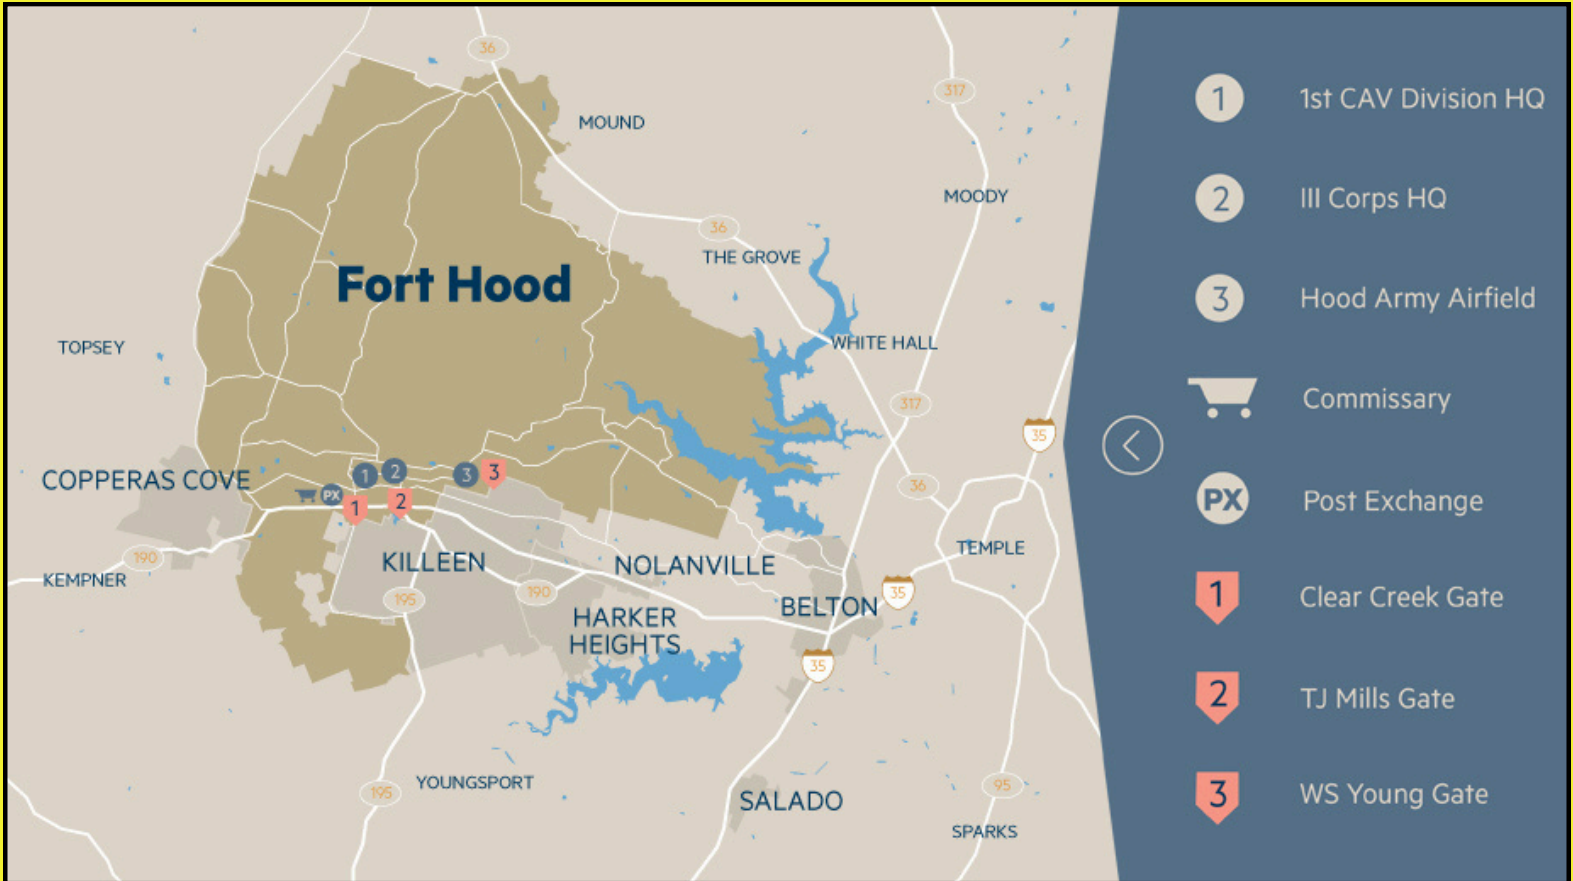 36
317
MOUND
MOODY
36
THE GROVE
Fort Hood
WHITE HALL
TOPSEY
317
35
COPPERAS COVE
1
2
3
3
PX
1
2
36
190
KILLEEN
NOLANVILLE
TEMPLE
KEMPNER
195
190
35
BELTON
HARKER
HEIGHTS
35
YOUNGSPORT
195
SALADO
95
SPARKS
1 1st CAV Division HQ
2 III Corps HQ
3 Hood Army Airfield
Commissary
PX Post Exchange
1 Clear Creek Gate
2 TJ Mills Gate
3 WS Young Gate